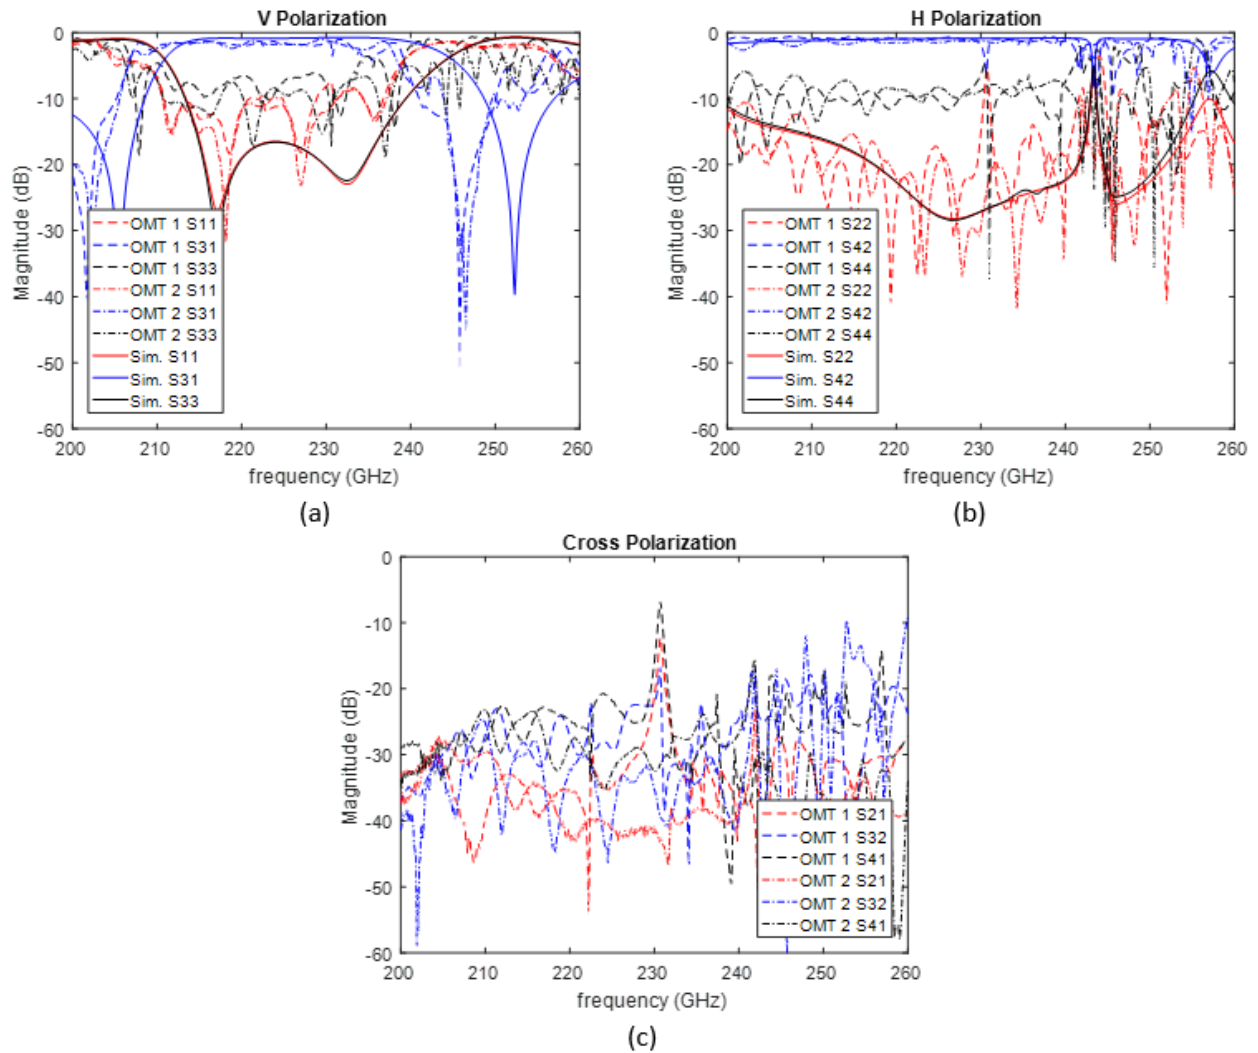 V Polarization
0
-10
-20
-30
-40
-50
-60
Magnitude (dB)
OMT 1 S11
OMT 1 S31
OMT 1 S33
OMT 2 S11
OMT 2 S31
OMT 2 S33
Sim. S11
Sim. S31
Sim. S33
200 210 220 230 240 250 260
frequency (GHz)
(a)
H Polarization
0
-10
-20
-30
-40
-50
-60
Magnitude (dB)
OMT 1 S22
OMT 1 S42
OMT 1 S44
OMT 2 S22
OMT 2 S42
OMT 2 S44
Sim. S22
Sim. S42
Sim. S44
200 210 220 230 240 250 260
frequency (GHz)
(b)
Cross Polarization
0
-10
-20
-30
-40
-50
-60
Magnitude (dB)
OMT 1 S21
OMT 1 S32
OMT 1 S41
OMT 2 S21
OMT 2 S32
OMT 2 S41
200 210 220 230 240 250 260
frequency (GHz)
(c)